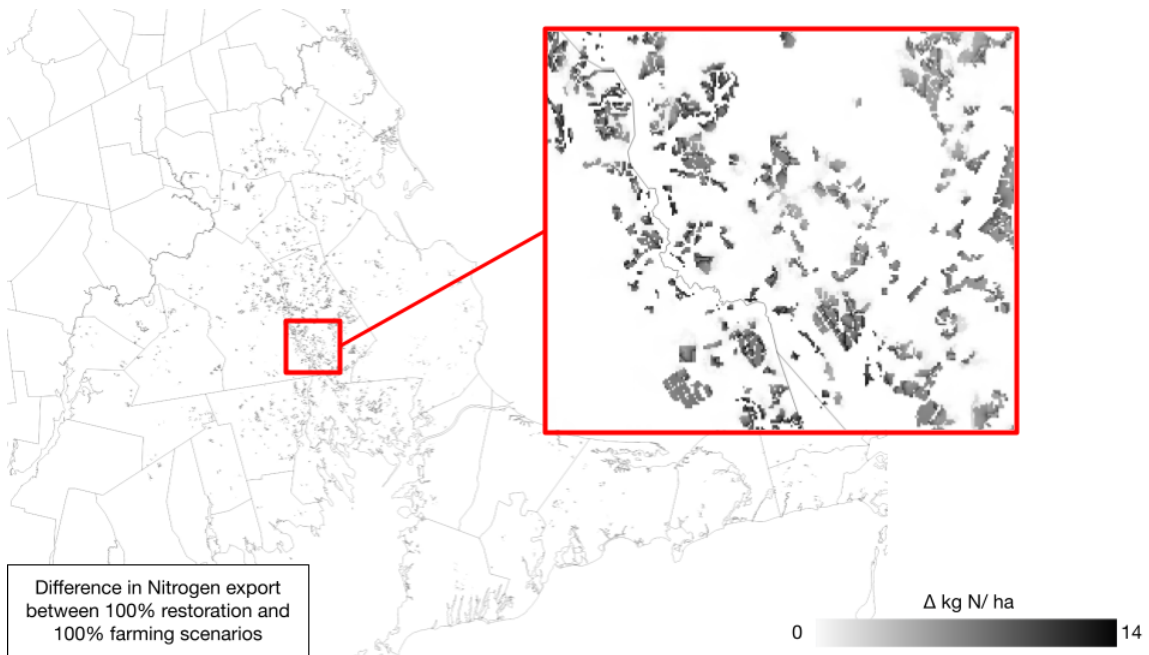 Difference in Nitrogen export
between 100% restoration and
100% farming scenarios
Δ kg N/ ha
0
14